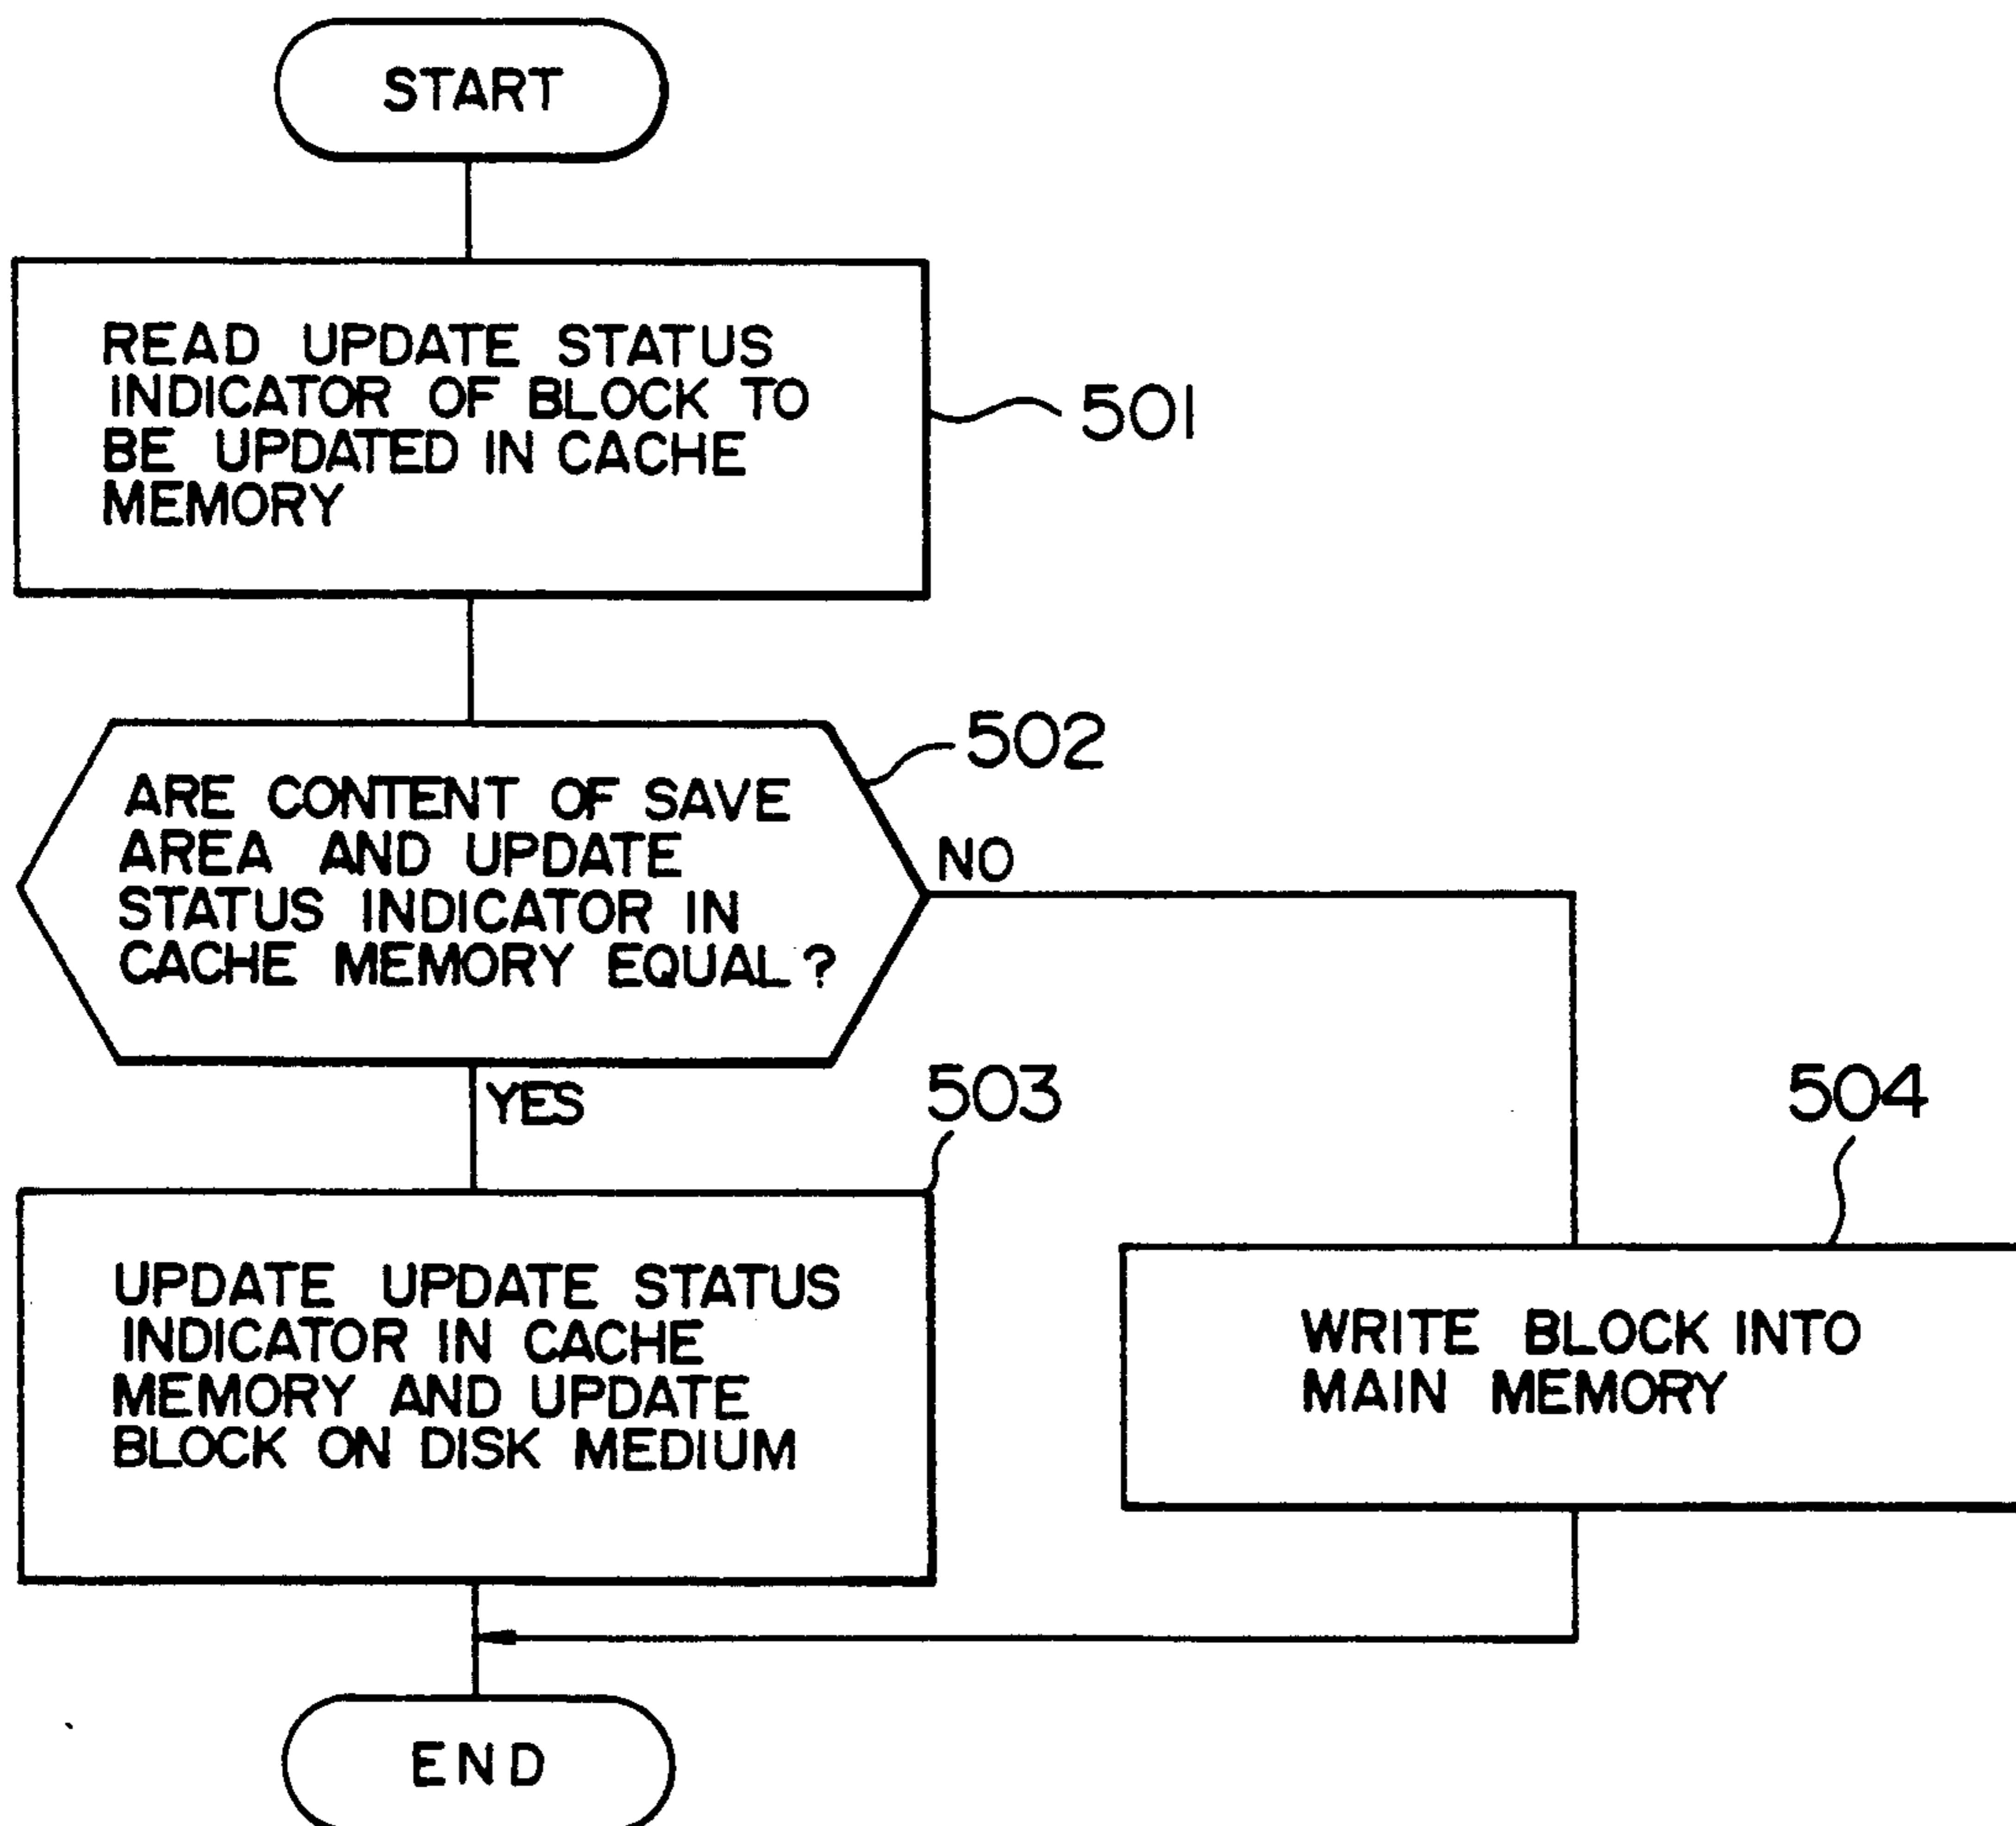 START
READ UPDATE STATUS
INDICATOR OF BLOCK TO
BE UPDATED IN CACHE
MEMORY
501
502
ARE CONTENT OF SAVE
AREA AND UPDATE
STATUS INDICATOR IN
CACHE MEMORY EQUAL?
NO
YES
503
504
UPDATE UPDATE STATUS
INDICATOR IN CACHE
MEMORY AND UPDATE
BLOCK ON DISK MEDIUM
WRITE BLOCK INTO
MAIN MEMORY
END